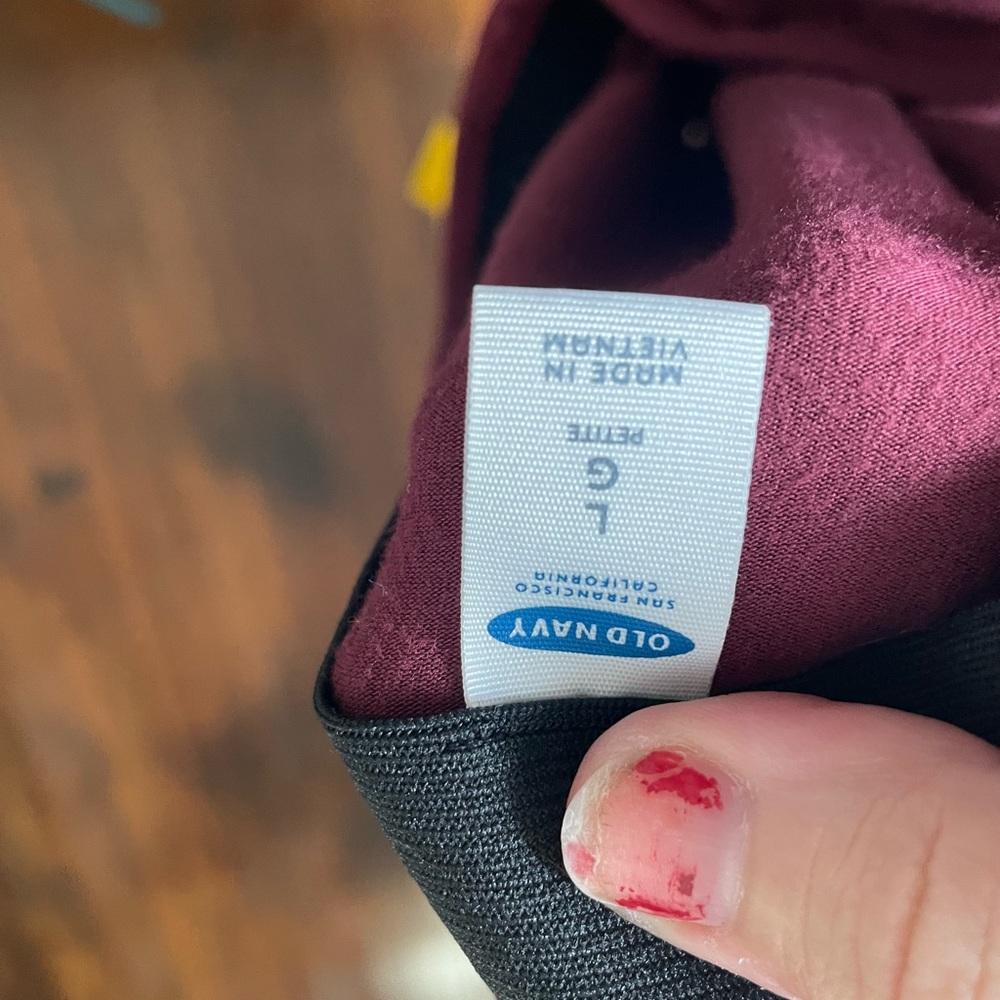 OLD NAVY
SAN FRANCISCO
CALIFORNIA
L
G
PETITE
MADE IN
VIETNAM